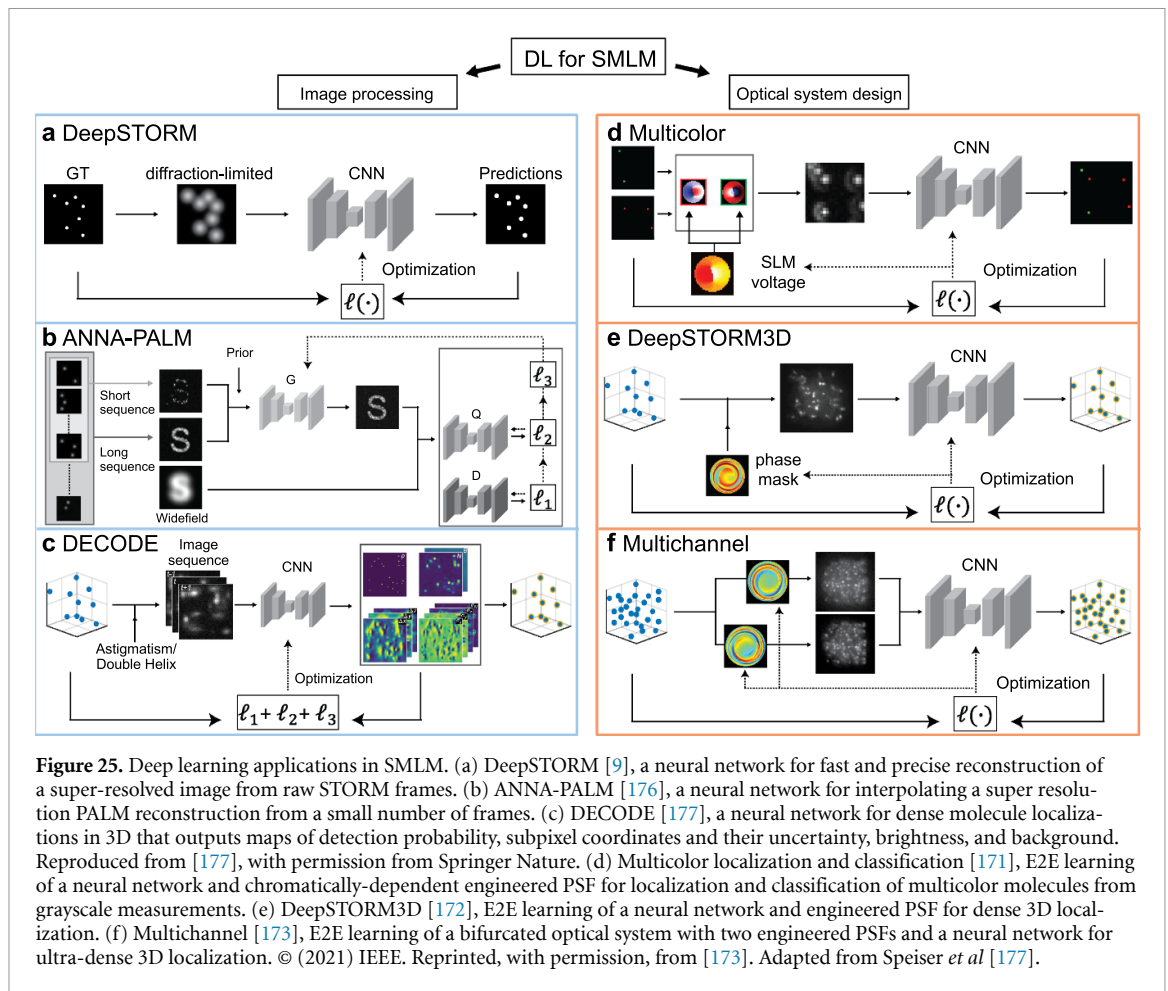 DL for SMLM
Image processing
Optical system design
a DeepSTORM
GT
diffraction-limited
CNN
Predictions
Optimization
ℓ(·)
b ANNA-PALM
Prior
G
Short
sequence
Long
sequence
Widefield
Q
D
ℓ3
ℓ2
ℓ1
c DECODE
Image
sequence
CNN
Astigmatism/
Double Helix
Optimization
ℓ1 + ℓ2 + ℓ3
d Multicolor
CNN
SLM
voltage
Optimization
ℓ(·)
e DeepSTORM3D
CNN
phase
mask
Optimization
ℓ(·)
f Multichannel
CNN
Optimization
ℓ(·)
Figure 25. Deep learning applications in SMLM. (a) DeepSTORM [9], a neural network for fast and precise reconstruction of
a super-resolved image from raw STORM frames. (b) ANNA-PALM [176], a neural network for interpolating a super resolu-
tion PALM reconstruction from a small number of frames. (c) DECODE [177], a neural network for dense molecule localiza-
tions in 3D that outputs maps of detection probability, subpixel coordinates and their uncertainty, brightness, and background.
Reproduced from [177], with permission from Springer Nature. (d) Multicolor localization and classification [171], E2E learning
of a neural network and chromatically-dependent engineered PSF for localization and classification of multicolor molecules from
grayscale measurements. (e) DeepSTORM3D [172], E2E learning of a neural network and engineered PSF for dense 3D local-
ization. (f) Multichannel [173], E2E learning of a bifurcated optical system with two engineered PSFs and a neural network for
ultra-dense 3D localization. © (2021) IEEE. Reprinted, with permission, from [173]. Adapted from Speiser et al [177].